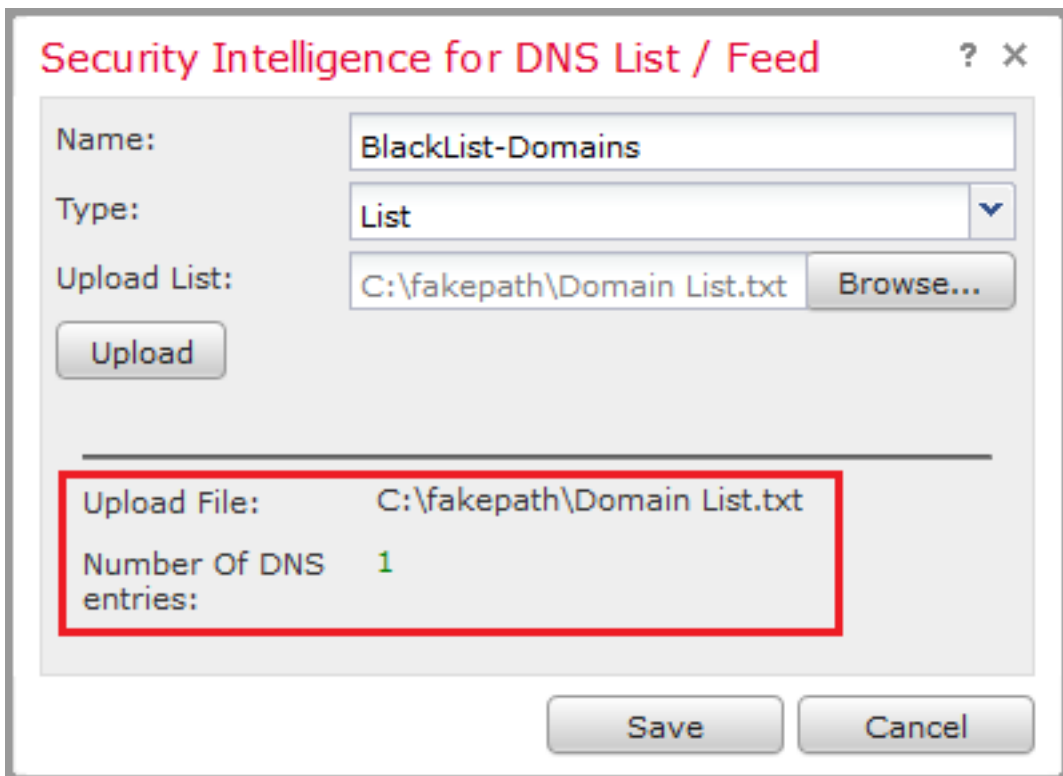 Security Intelligence for DNS List / Feed ? ×
Name: BlackList-Domains
Type: List
Upload List: C:\fakepath\Domain List.txt Browse...
Upload
Upload File: C:\fakepath\Domain List.txt
Number Of DNS 1
entries:
Save Cancel